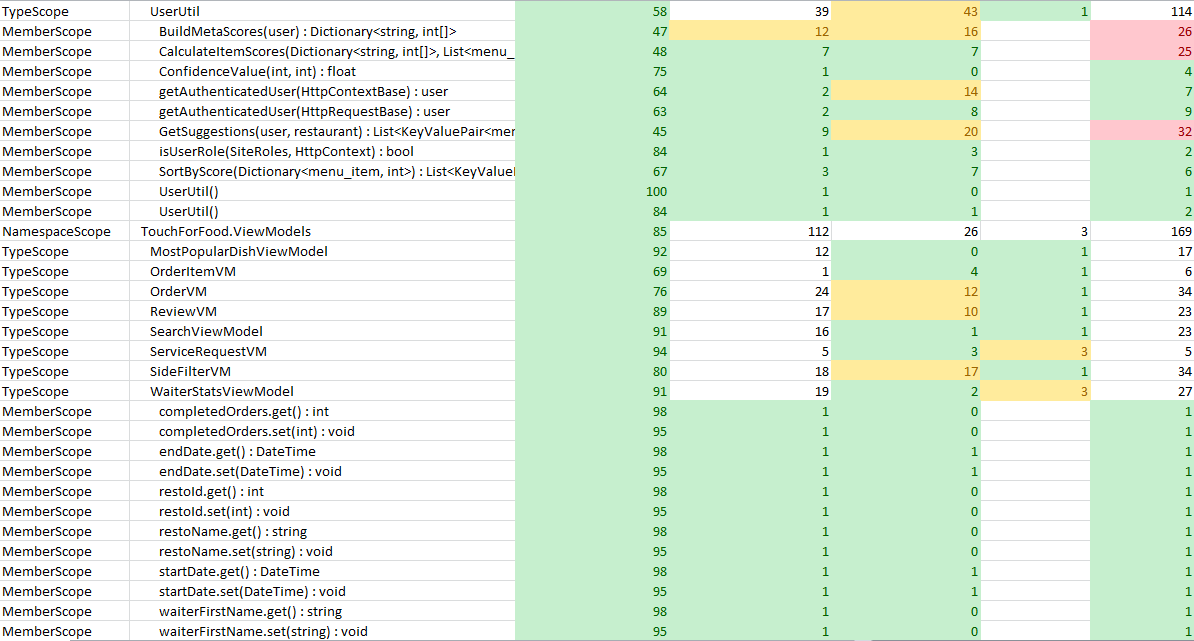 TypeScope UserUtil 58 39 43 1 114
MemberScope BuildMetaScores(user) : Dictionary<string, int[]> 47 12 16 26
MemberScope CalculateItemScores(Dictionary<string, int[]>, List<menu_ 48 7 7 25
MemberScope ConfidenceValue(int, int) : float 75 1 0 4
MemberScope getAuthenticatedUser(HttpContextBase) : user 64 2 14 7
MemberScope getAuthenticatedUser(HttpRequestBase) : user 63 2 8 9
MemberScope GetSuggestions(user, restaurant) : List<KeyValuePair<mer 45 9 20 32
MemberScope isUserRole(SiteRoles, HttpContext) : bool 84 1 3 2
MemberScope SortByScore(Dictionary<menu_item, int>) : List<KeyValue 67 3 7 6
MemberScope UserUtil() 100 1 0 1
MemberScope UserUtil() 84 1 1 2
NamespaceScope TouchForFood.ViewModels 85 112 26 3 169
TypeScope MostPopularDishViewModel 92 12 0 1 17
TypeScope OrderItemVM 69 1 4 1 6
TypeScope OrderVM 76 24 12 1 34
TypeScope ReviewVM 89 17 10 1 23
TypeScope SearchViewModel 91 16 1 1 23
TypeScope ServiceRequestVM 94 5 3 3 5
TypeScope SideFilterVM 80 18 17 1 34
TypeScope WaiterStatsViewModel 91 19 2 3 27
MemberScope completedOrders.get() : int 98 1 0 1
MemberScope completedOrders.set(int) : void 95 1 0 1
MemberScope endDate.get() : DateTime 98 1 1 1
MemberScope endDate.set(DateTime) : void 95 1 1 1
MemberScope restoId.get() : int 98 1 0 1
MemberScope restoId.set(int) : void 95 1 0 1
MemberScope restoName.get() : string 98 1 0 1
MemberScope restoName.set(string) : void 95 1 0 1
MemberScope startDate.get() : DateTime 98 1 1 1
MemberScope startDate.set(DateTime) : void 95 1 1 1
MemberScope waiterFirstName.get() : string 98 1 0 1
MemberScope waiterFirstName.set(string) : void 95 1 0 1